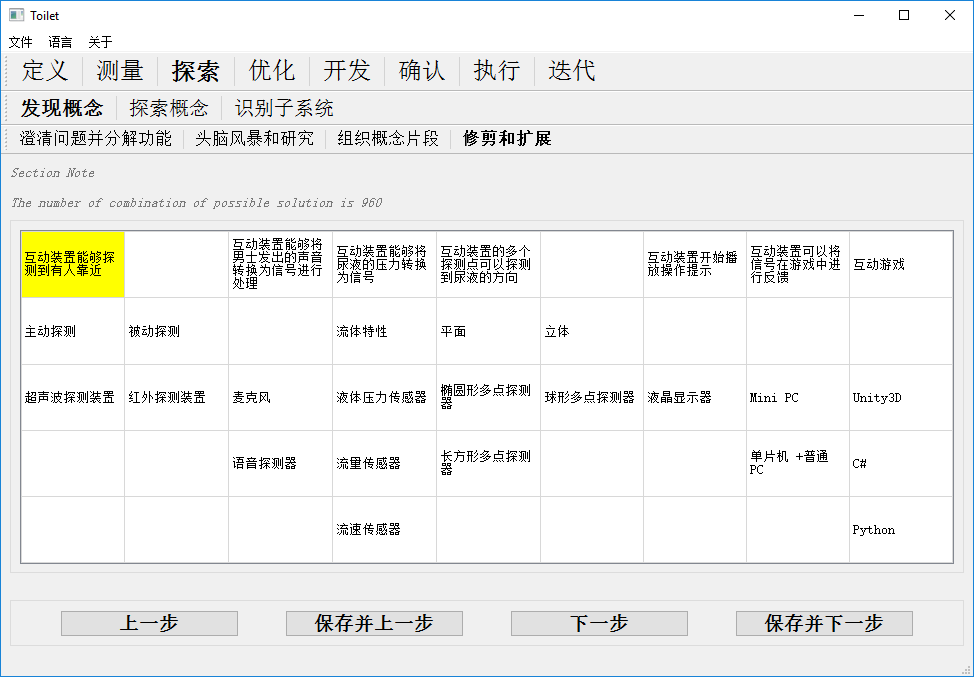 Toilet
文件 语言 关于
定义 测量 探索 优化 开发 确认 执行 迭代
发现概念 探索概念 识别子系统
澄清问题并分解功能 头脑风暴和研究 组织概念片段 修剪和扩展
Section Note
The number of combination of possible solution is 960
互动装置能够探
测到有人靠近
互动装置能够将
男士发出的声音
转换为信号进行
处理
互动装置能够将
尿液的压力转换
为信号
互动装置的多个
探测点可以探测
到尿液的方向
互动装置开始播
放操作提示
互动装置可以将
信号在游戏中进
行反馈
互动游戏
主动探测 被动探测 流体特性 平面 立体
超声波探测装置 红外探测装置 麦克风 液体压力传感器
椭圆形多点探测
器
球形多点探测器 液晶显示器 Mini PC Unity3D
语音探测器 流量传感器
长方形多点探测
器
单片机 +普通
PC
C#
流速传感器 Python
上一步 保存并上一步 下一步 保存并下一步